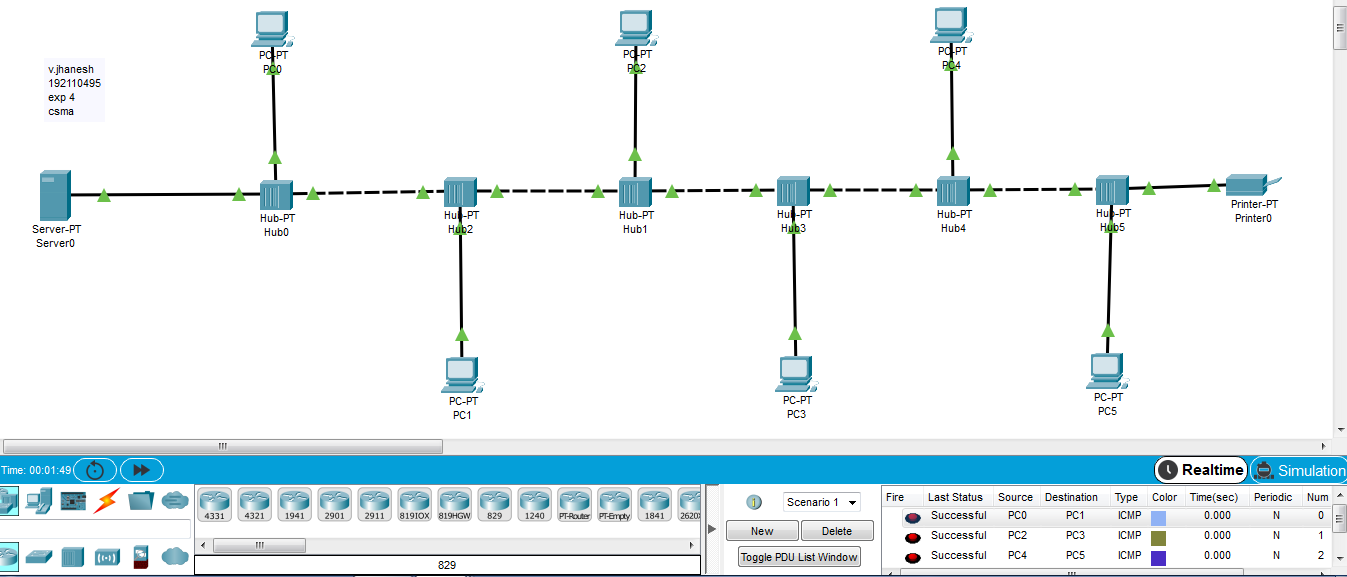 PC-PT
PC0
PC-PT
PC2
PC-PT
PC4
v.jhanesh
192110495
exp 4
csma
Server-PT
Server0
Hub-PT
Hub0
Hub-PT
Hub2
Hub-PT
Hub1
Hub-PT
Hub3
Hub-PT
Hub4
Hub-PT
Hub5
Printer-PT
Printer0
PC-PT
PC1
PC-PT
PC3
PC-PT
PC5
Time: 00:01:49
Realtime
Simulation
4331
4321
1941
2901
2911
819IOX
819HGW
829
1240
PT-Router
PT-Empty
1841
2620X
829
Scenario 1
New
Delete
Toggle PDU List Window
Fire Last Status Source Destination Type Color Time(sec) Periodic Num
Successful PC0 PC1 ICMP 0.000 N 0
Successful PC2 PC3 ICMP 0.000 N 1
Successful PC4 PC5 ICMP 0.000 N 2